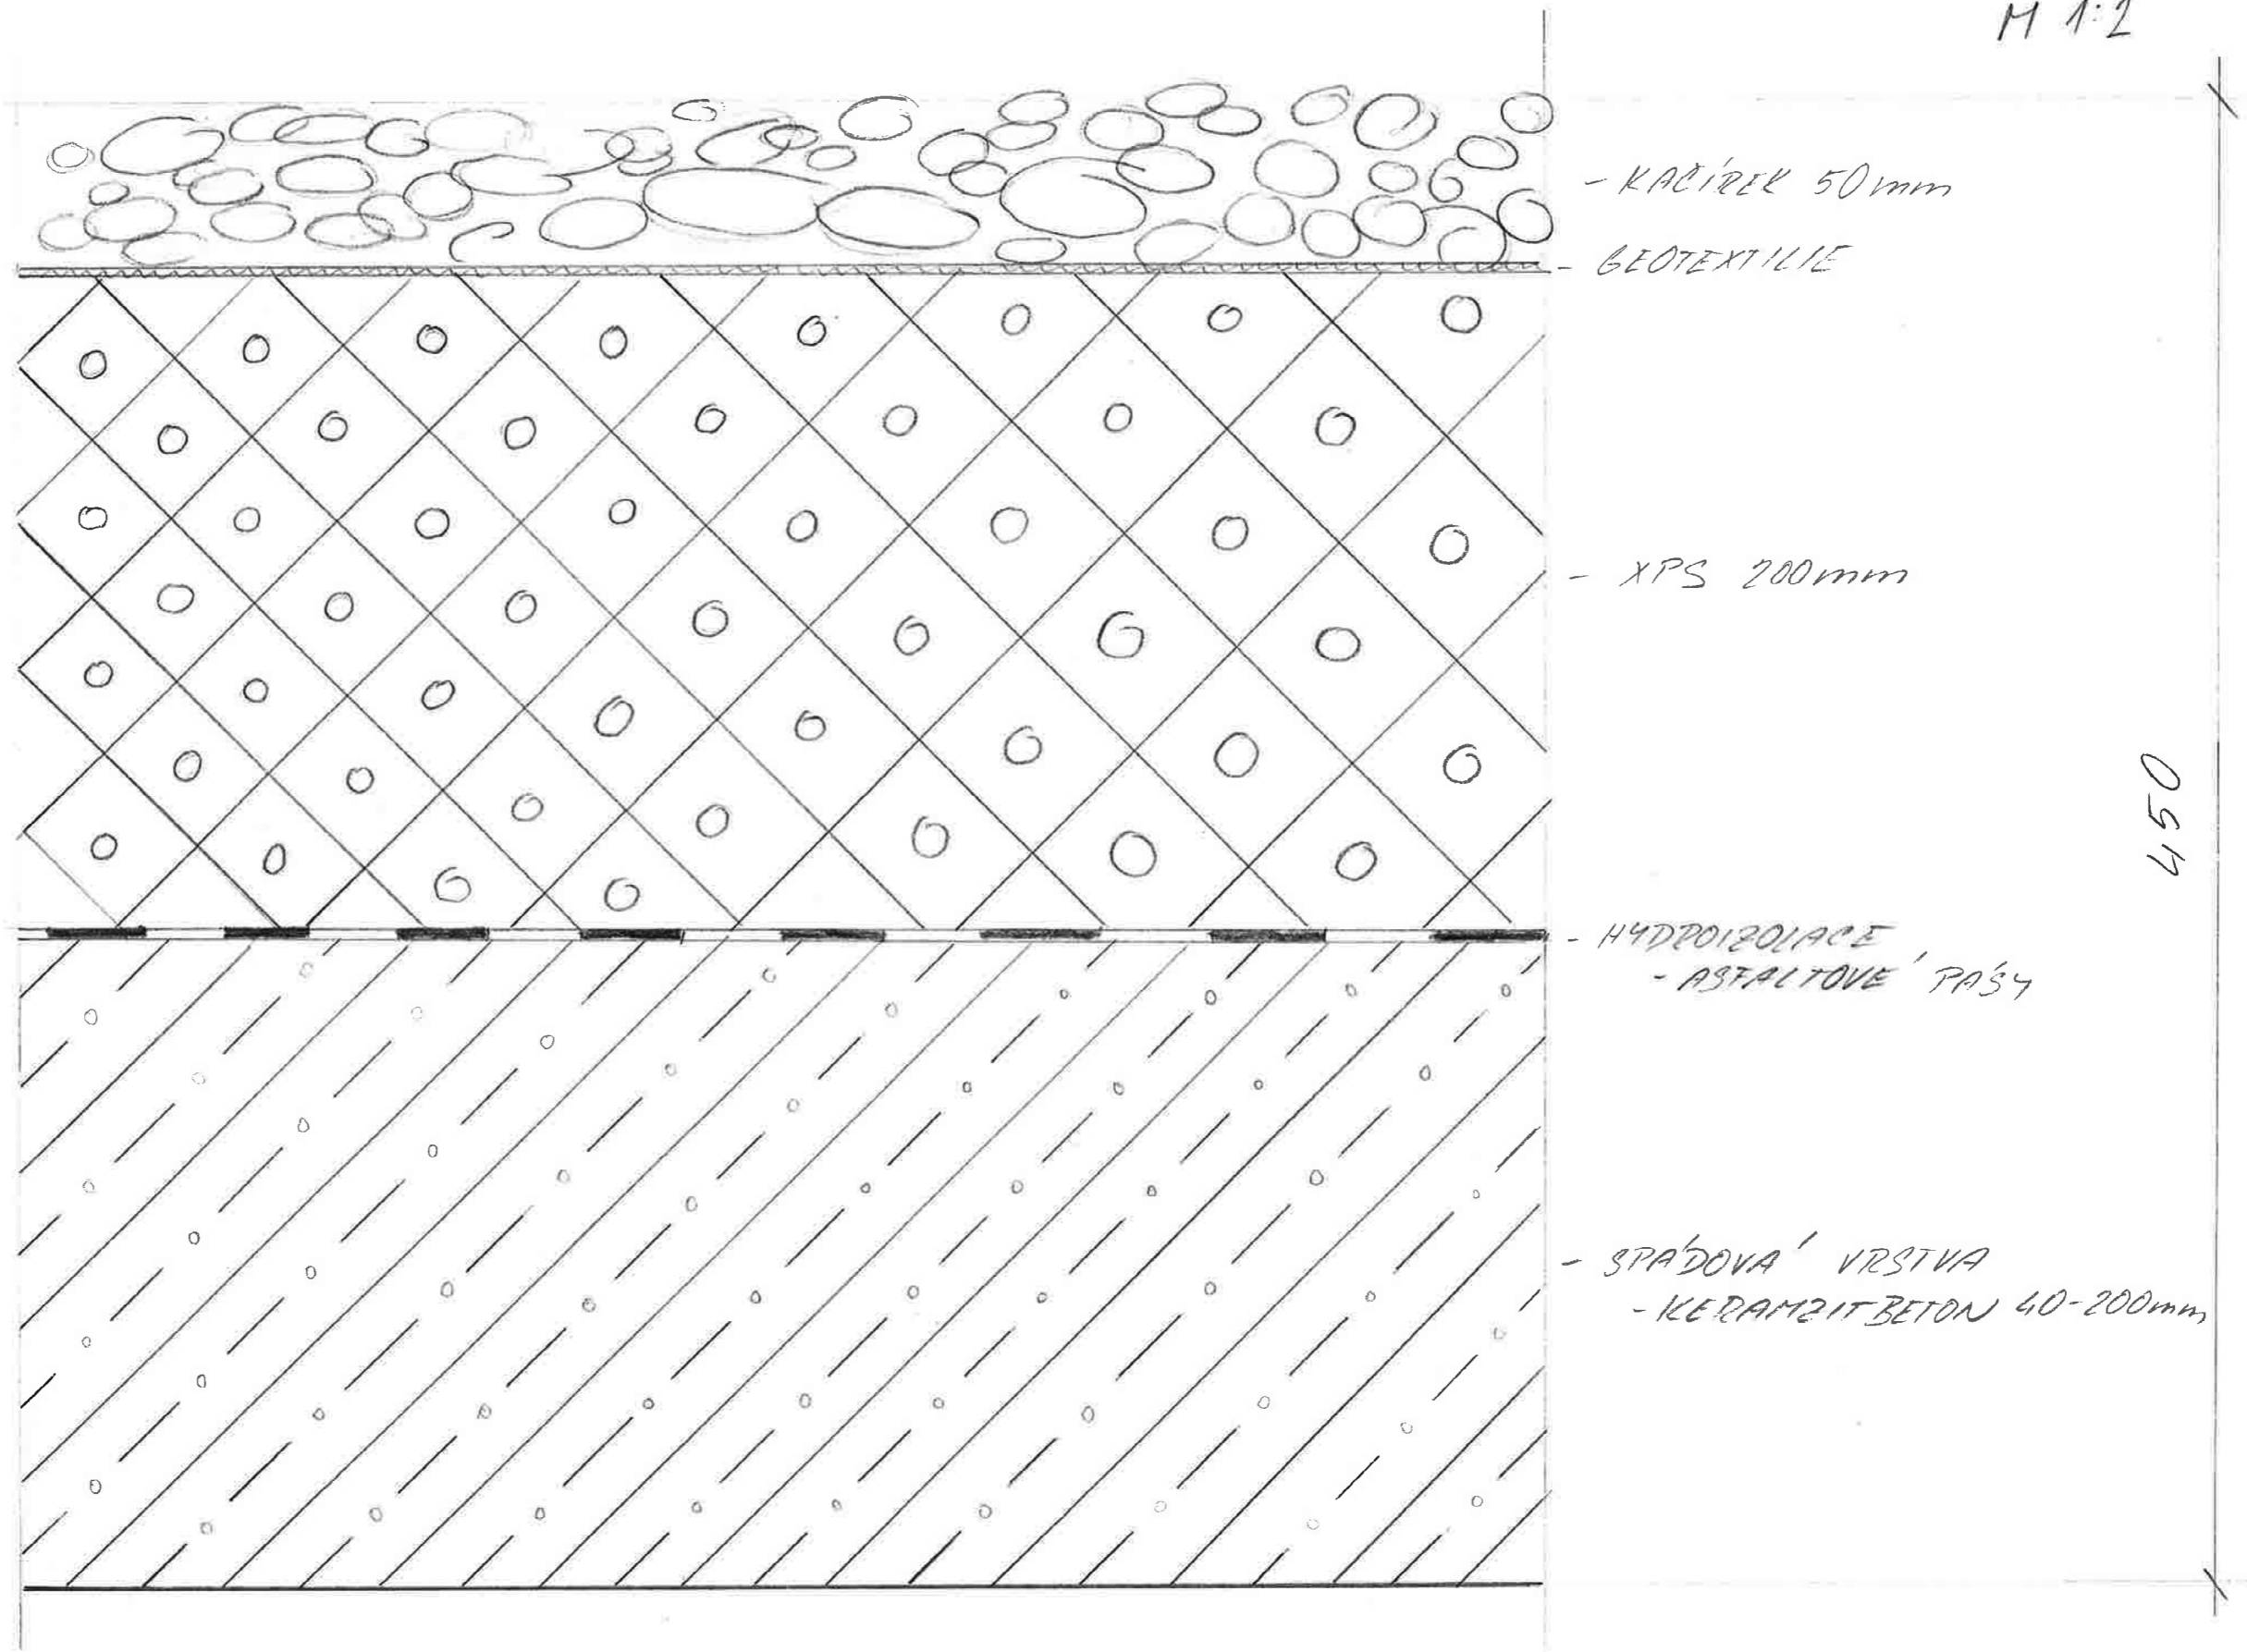 M 1:2
- KAČÍREK 50mm
- GEOTEXTILIE
- XPS 200mm
450
- HYDROIZOLACE
- ASFALTOVÉ PÁSY
- SPÁDOVÁ VRSTVA
- KERAMZITBETON 40-200mm